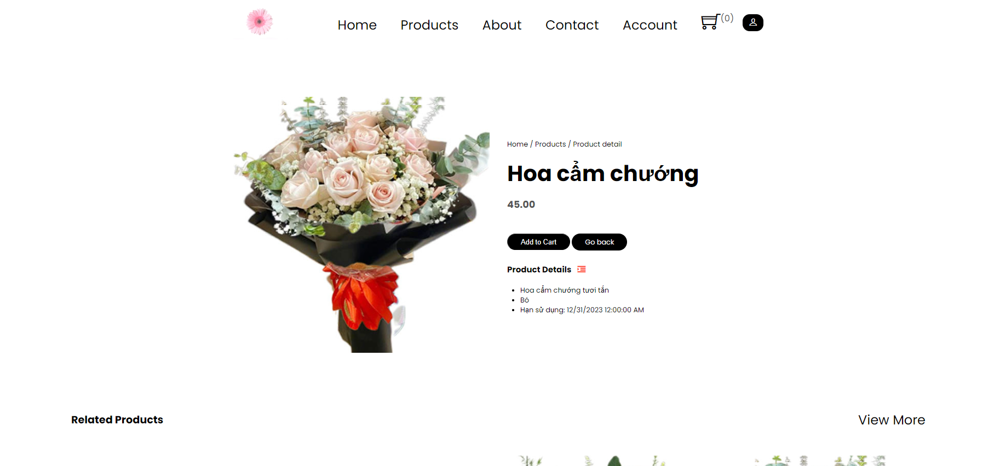 Home Products About Contact Account (0)
Home / Products / Product detail
Hoa cẩm chướng
45.00
Add to Cart Go back
Product Details
Hoa cẩm chướng tươi tắn
Bó
Hạn sử dụng: 12/31/2023 12:00:00 AM
Related Products View More